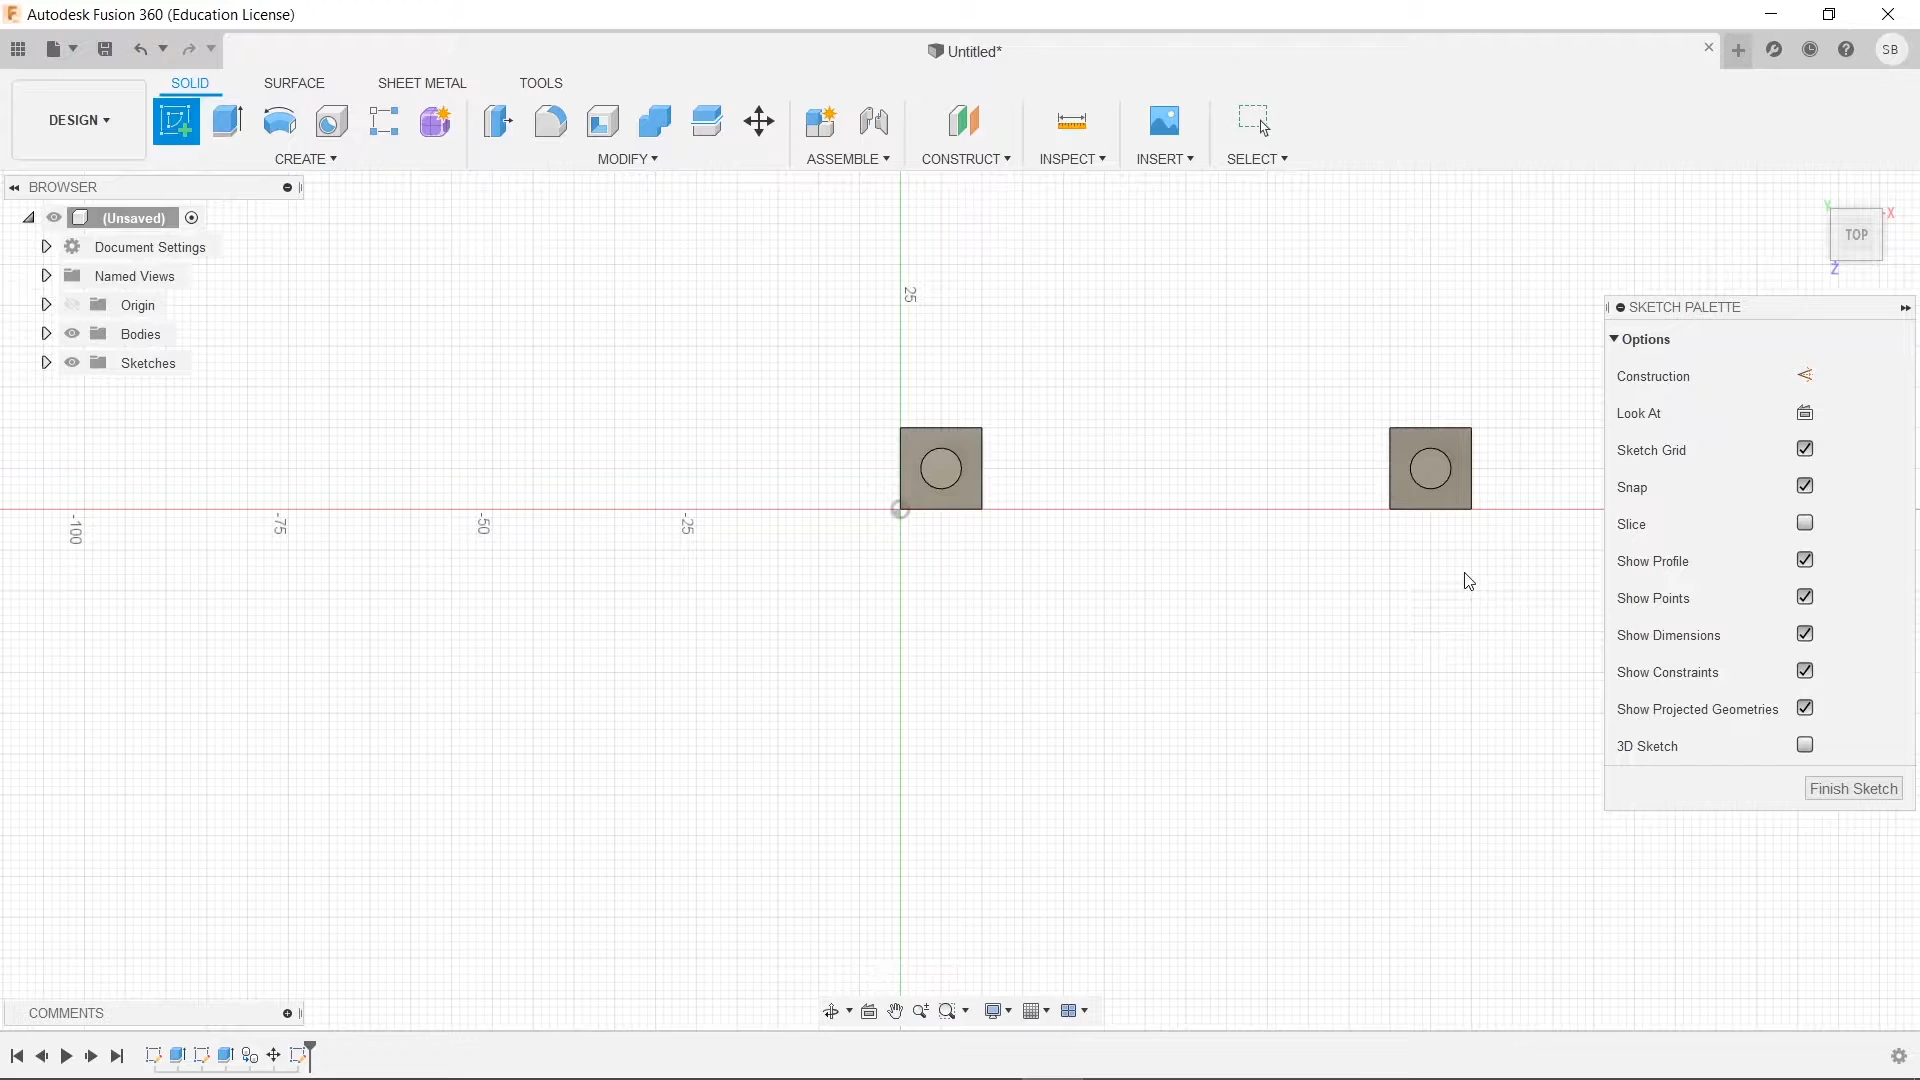 Autodesk Fusion 360 (Education License)
Untitled*
SB
DESIGN
SOLID
SURFACE
SHEET METAL
TOOLS
CREATE
MODIFY
ASSEMBLE
CONSTRUCT
INSPECT
INSERT
SELECT
BROWSER
(Unsaved)
Document Settings
Named Views
Origin
Bodies
Sketches
25
-100
-75
-50
-25
Y
X
TOP
Z
SKETCH PALETTE
Options
Construction
Look At
Sketch Grid
Snap
Slice
Show Profile
Show Points
Show Dimensions
Show Constraints
Show Projected Geometries
3D Sketch
Finish Sketch
COMMENTS